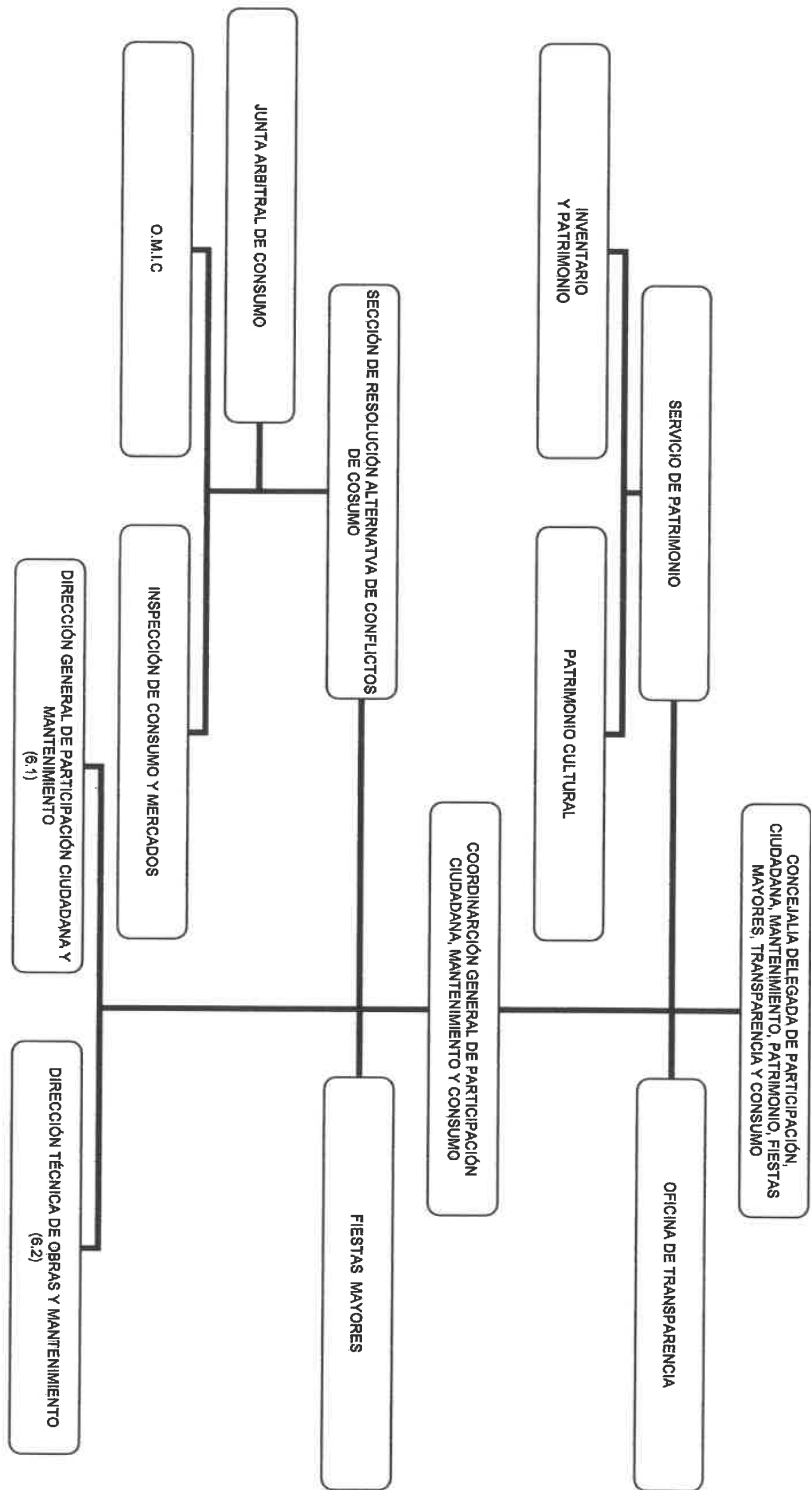 CONCEJALIA DELEGADA DE PARTICIPACIÓN,
CIUDADANA, MANTENIMIENTO, PATRIMONIO, FIESTAS
MAYORES, TRANSPARENCIA Y CONSUMO
SERVICIO DE PATRIMONIO
OFICINA DE TRANSPARENCIA
INVENTARIO
Y PATRIMONIO
PATRIMONIO CULTURAL
COORDINARCIÓN GENERAL DE PARTICIPACIÓN
CIUDADANA, MANTENIMIENTO Y CONSUMO
SECCIÓN DE RESOLUCIÓN ALTERNATVA DE CONFLICTOS
DE COSUMO
FIESTAS MAYORES
JUNTA ARBITRAL DE CONSUMO
O.M.I.C
INSPECCIÓN DE CONSUMO Y MERCADOS
DIRECCIÓN GENERAL DE PARTICIPACIÓN CIUDADANA Y
MANTENIMIENTO
(6.1)
DIRECCIÓN TÉCNICA DE OBRAS Y MANTENIMIENTO
(6.2)